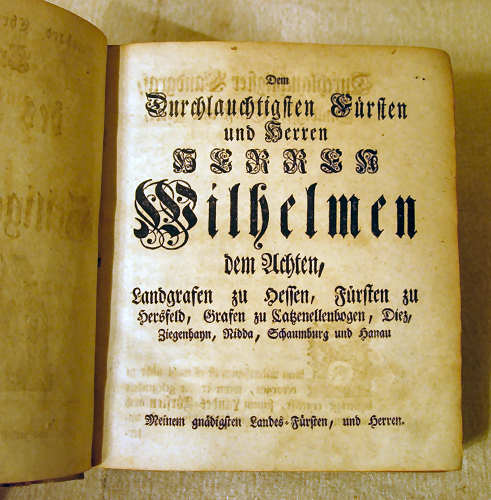 Dem
Durchlauchtigsten Fürsten
und Herren
HERREN
Wilhelmen
dem Achten,
Landgrafen zu Hessen, Fürsten zu
Hersfeld, Grafen zu Catzenellenbogen, Diez,
Ziegenhayn, Nidda, Schaumburg und Hanau
Meinem gnädigsten Landes-Fürsten, und Herren.